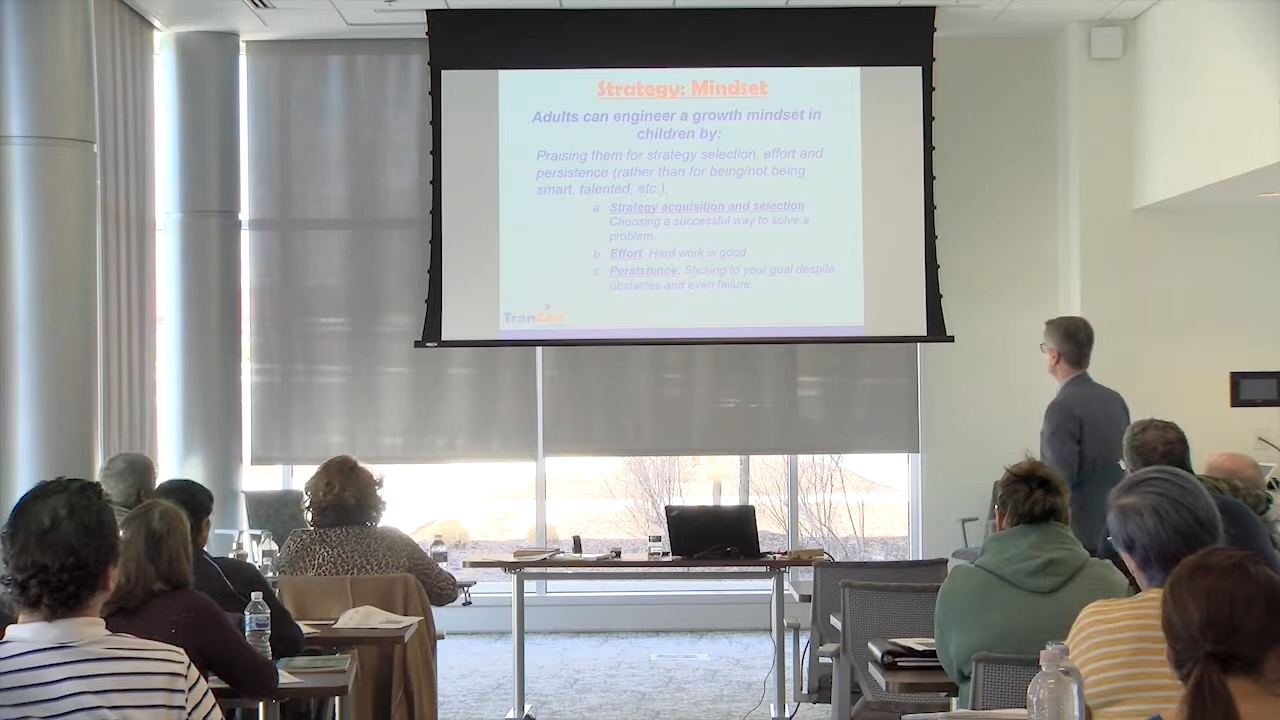 Strategy: Mindset
Adults can engineer a growth mindset in
children by:
Praising them for strategy selection, effort and
persistence (rather than for being/not being
smart, talented, etc.).
a Strategy acquisition and selection
Choosing a successful way to solve a
problem.
b Effort. Hard work is good
c Persistence. Sticking to your goal despite
obstacles and even failure